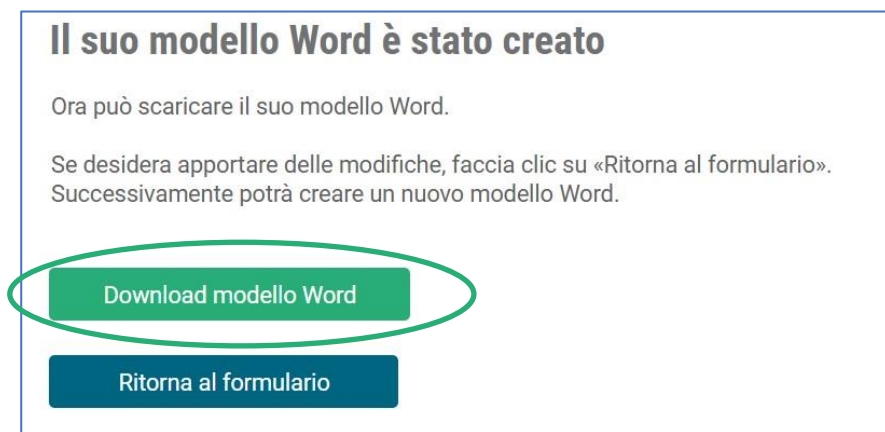 Il suo modello Word è stato creato
Ora può scaricare il suo modello Word.
Se desidera apportare delle modifiche, faccia clic su «Ritorna al formulario».
Successivamente potrà creare un nuovo modello Word.
Download modello Word
Ritorna al formulario